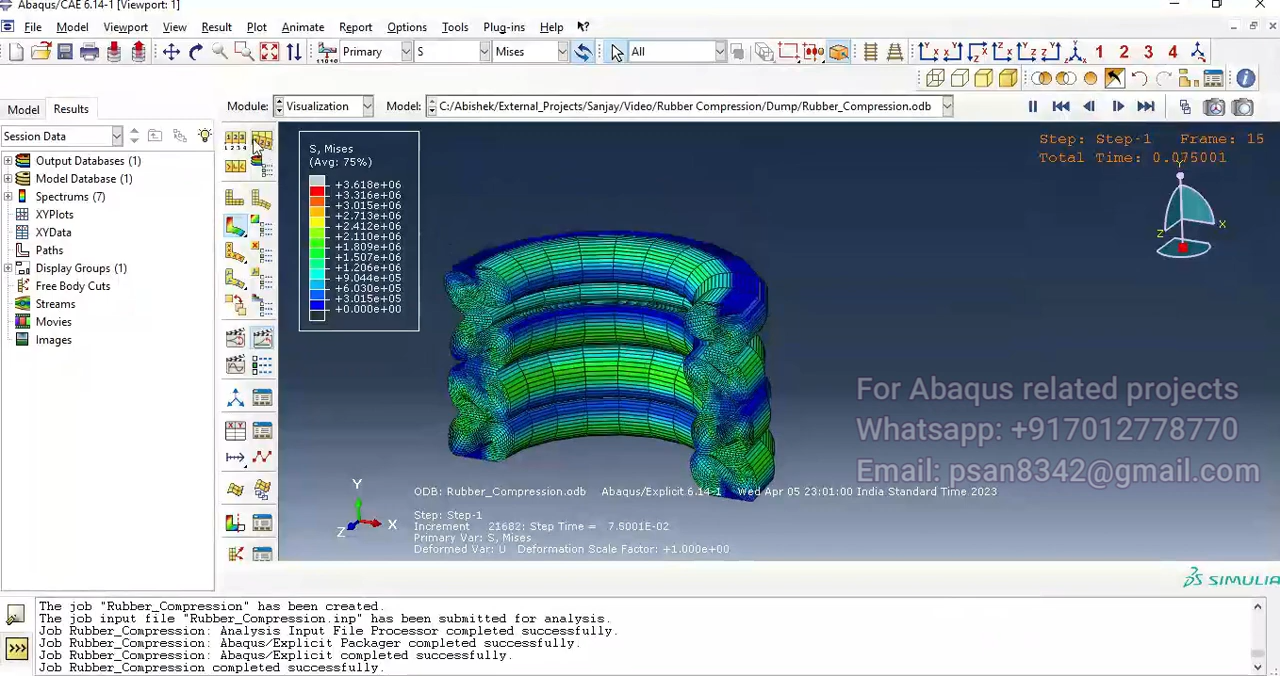 Abaqus/CAE 6.14-1 [Viewport: 1]
File Model Viewport View Result Plot Animate Report Options Tools Plug-ins Help
Primary S Mises All
1 2 3 4
Model Results Module: Visualization Model: C:/Abishek/External_Projects/Sanjay/Video/Rubber Compression/Dump/Rubber_Compression.odb
Session Data
Output Databases (1)
Model Database (1)
Spectrums (7)
XYPlots
XYData
Paths
Display Groups (1)
Free Body Cuts
Streams
Movies
Images
S, Mises
(Avg: 75%)
+3.618e+06
+3.316e+06
+3.015e+06
+2.713e+06
+2.412e+06
+2.110e+06
+1.809e+06
+1.507e+06
+1.206e+06
+9.044e+05
+6.030e+05
+3.015e+05
+0.000e+00
Step: Step-1 Frame: 15
Total Time: 0.075001
Y
X
Z
For Abaqus related projects
Whatsapp: +917012778770
Email: psan8342@gmail.com
Y
X
Z
ODB: Rubber_Compression.odb Abaqus/Explicit 6.14-1 Wed Apr 05 23:01:00 India Standard Time 2023
Step: Step-1
Increment 21682: Step Time = 7.5001E-02
Primary Var: S, Mises
Deformed Var: U Deformation Scale Factor: +1.000e+00
SIMULIA
The job "Rubber_Compression" has been created.
The job input file "Rubber_Compression.inp" has been submitted for analysis.
Job Rubber_Compression: Analysis Input File Processor completed successfully.
Job Rubber_Compression: Abaqus/Explicit Packager completed successfully.
Job Rubber_Compression: Abaqus/Explicit completed successfully.
Job Rubber_Compression completed successfully.